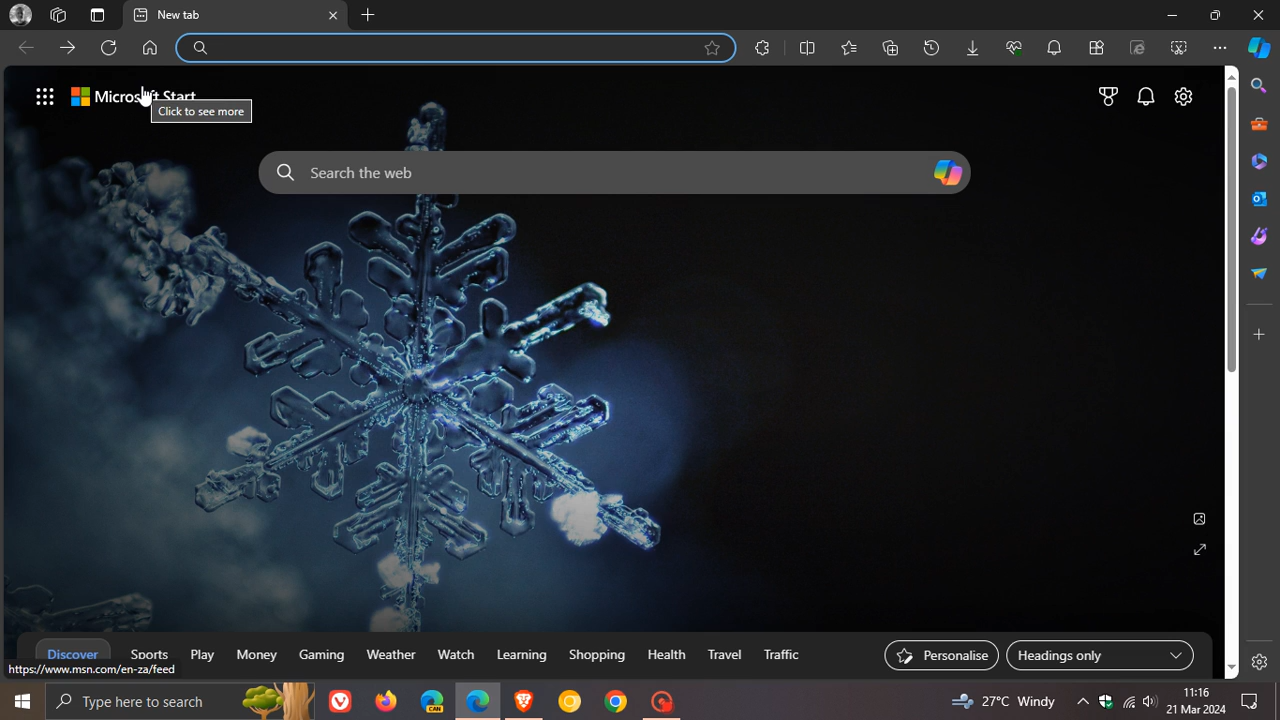 New tab
Microsoft Start
Click to see more
Search the web
Discover
Sports
Play
Money
Gaming
Weather
Watch
Learning
Shopping
Health
Travel
Traffic
Personalise
Headings only
https://www.msn.com/en-za/feed
Type here to search
CAN
27°C Windy
11:16
21 Mar 2024